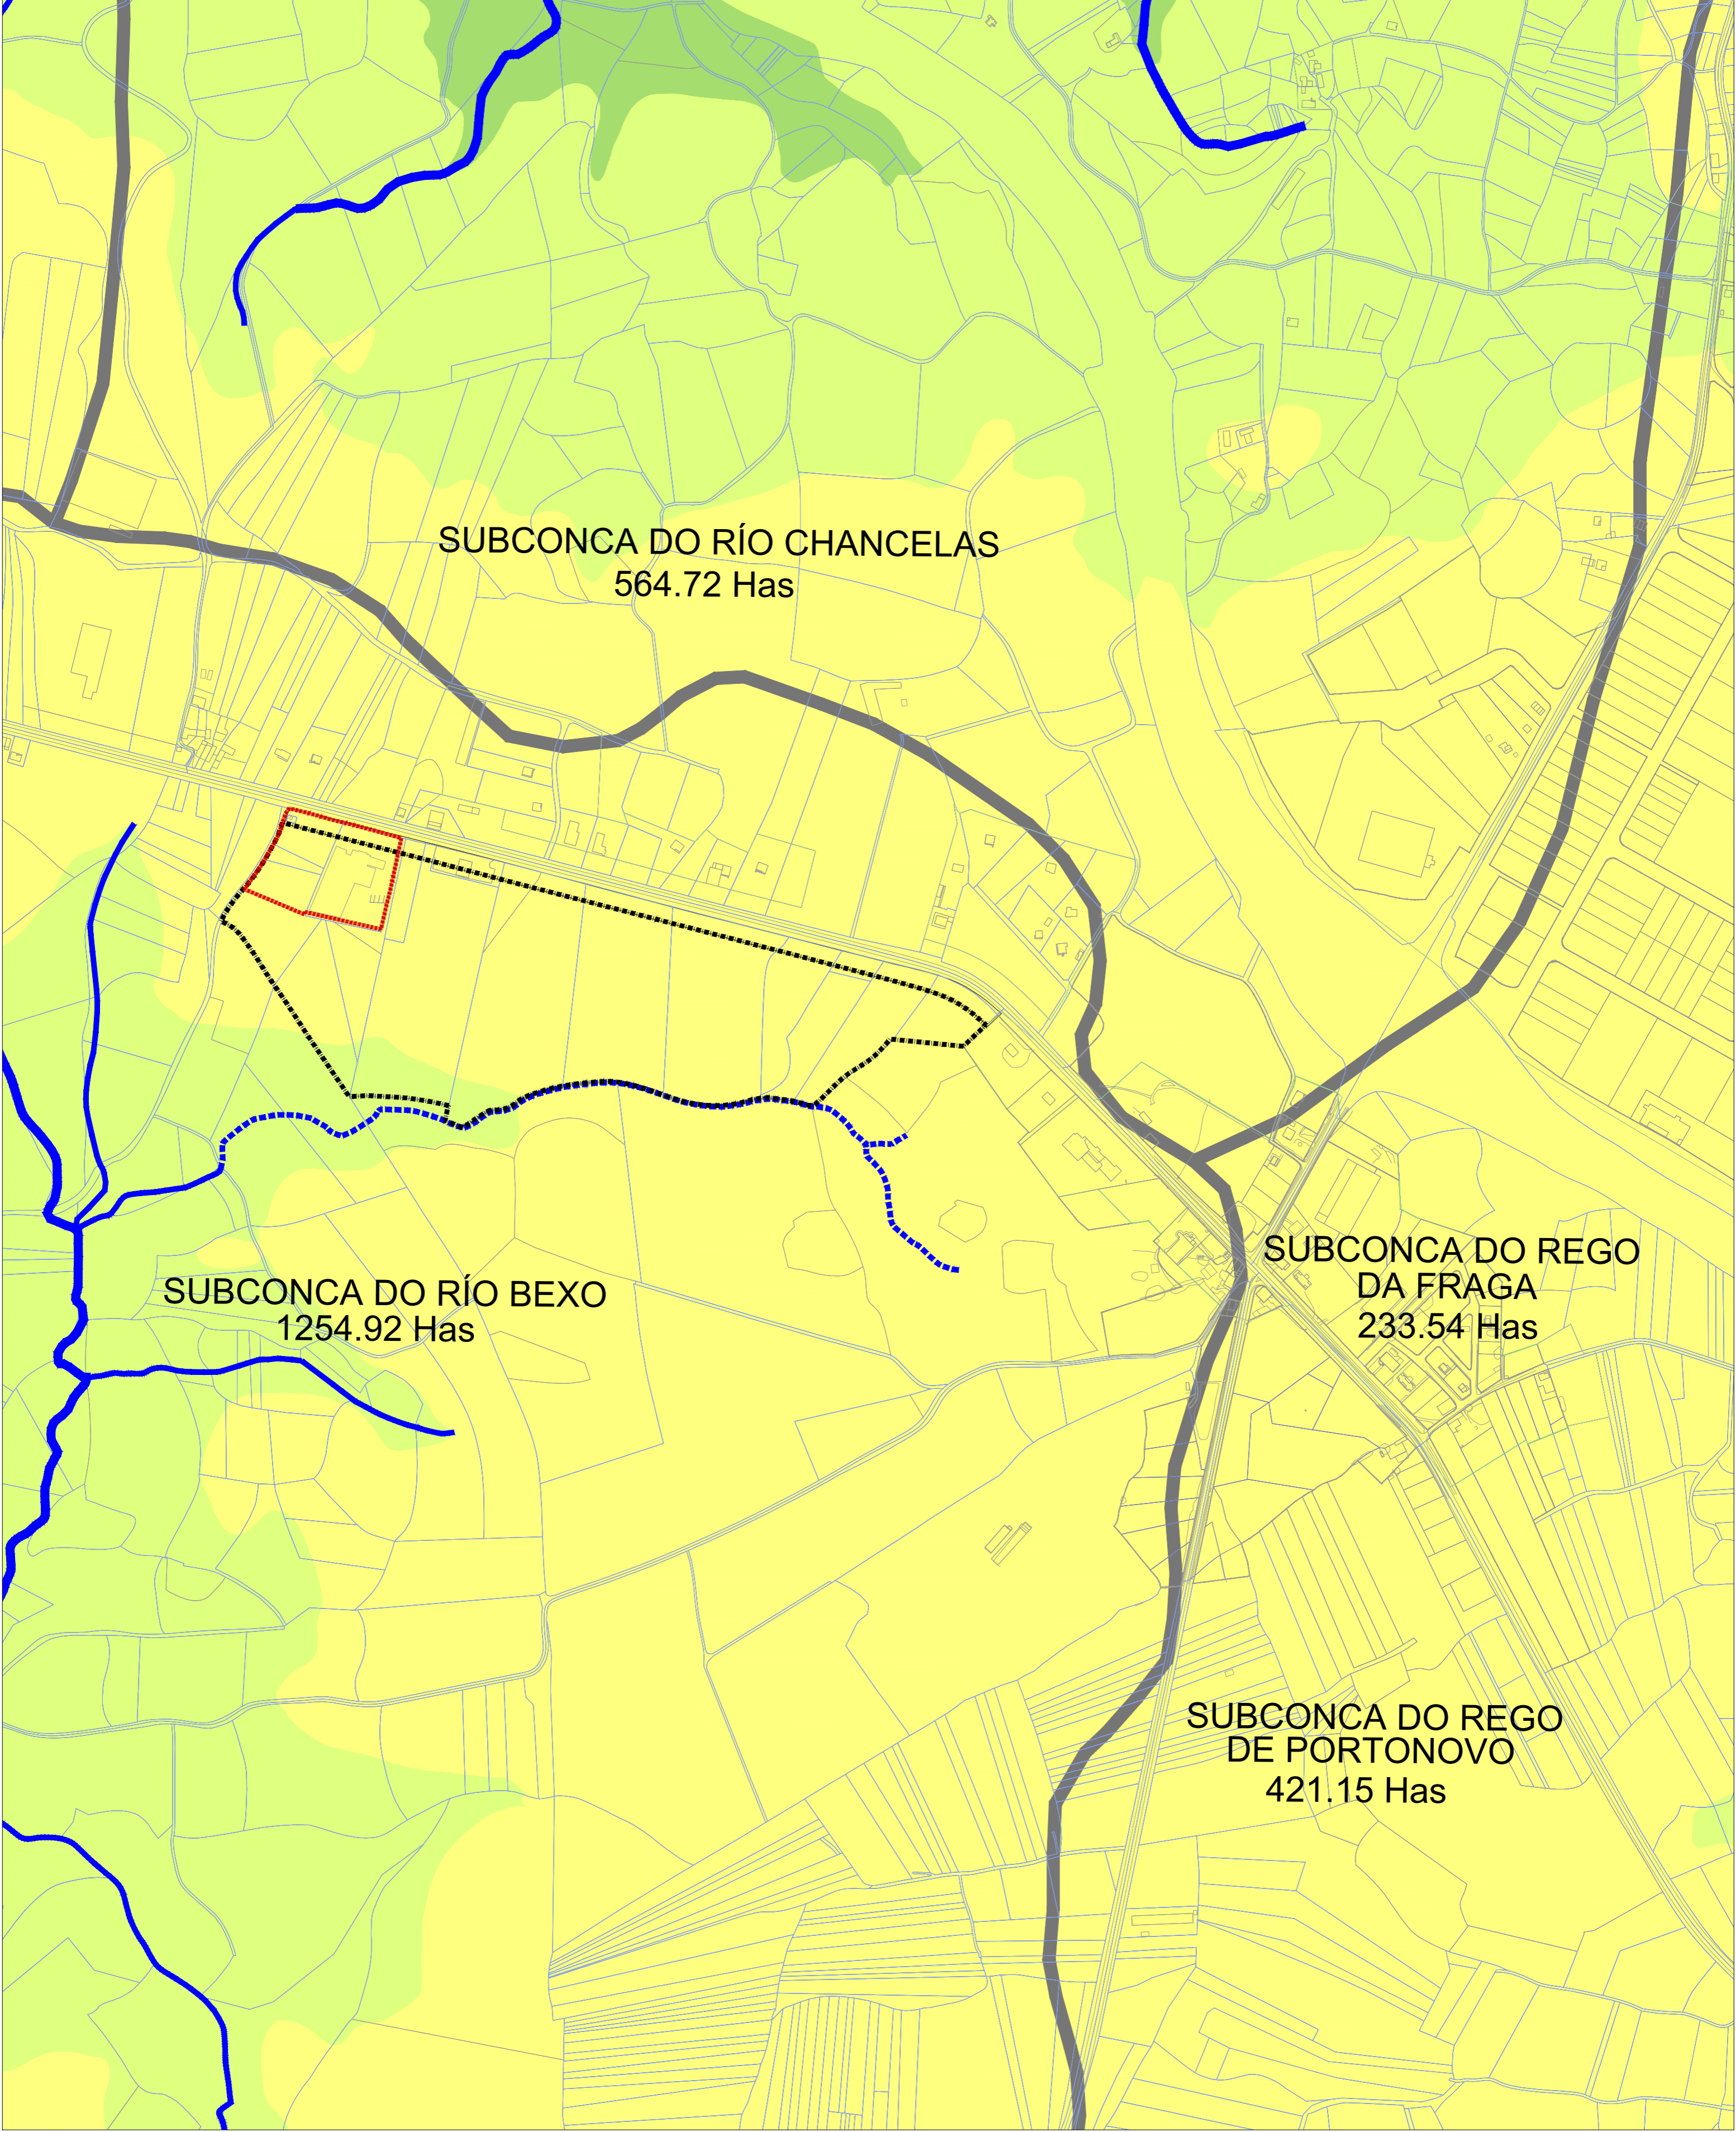 SUBCONCA DO RÍO CHANCELAS
564.72 Has
SUBCONCA DO REGO
DA FRAGA
233.54 Has
SUBCONCA DO RÍO BEXO
1254.92 Has
SUBCONCA DO REGO
DE PORTONOVO
421.15 Has